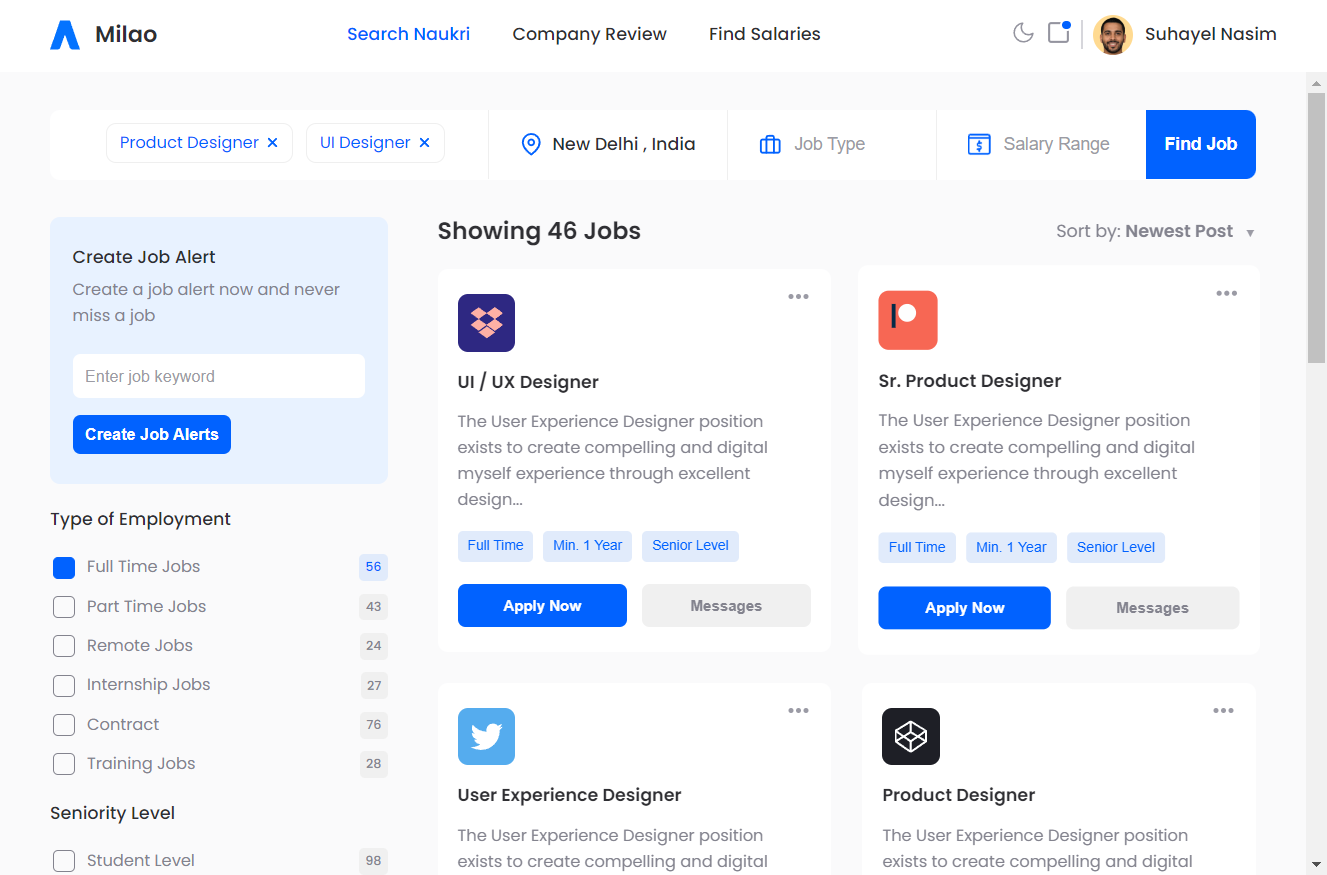 Milao
Search Naukri
Company Review
Find Salaries
Suhayel Nasim
Product Designer ✕
UI Designer ✕
New Delhi , India
Job Type
Salary Range
Find Job
Create Job Alert
Create a job alert now and never
miss a job
Enter job keyword
Create Job Alerts
Type of Employment
Full Time Jobs 56
Part Time Jobs 43
Remote Jobs 24
Internship Jobs 27
Contract 76
Training Jobs 28
Seniority Level
Student Level 98
Showing 46 Jobs
Sort by: Newest Post ▼
UI / UX Designer
The User Experience Designer position
exists to create compelling and digital
myself experience through excellent
design...
Full Time
Min. 1 Year
Senior Level
Apply Now
Messages
Sr. Product Designer
The User Experience Designer position
exists to create compelling and digital
myself experience through excellent
design...
Full Time
Min. 1 Year
Senior Level
Apply Now
Messages
User Experience Designer
The User Experience Designer position
exists to create compelling and digital
Product Designer
The User Experience Designer position
exists to create compelling and digital